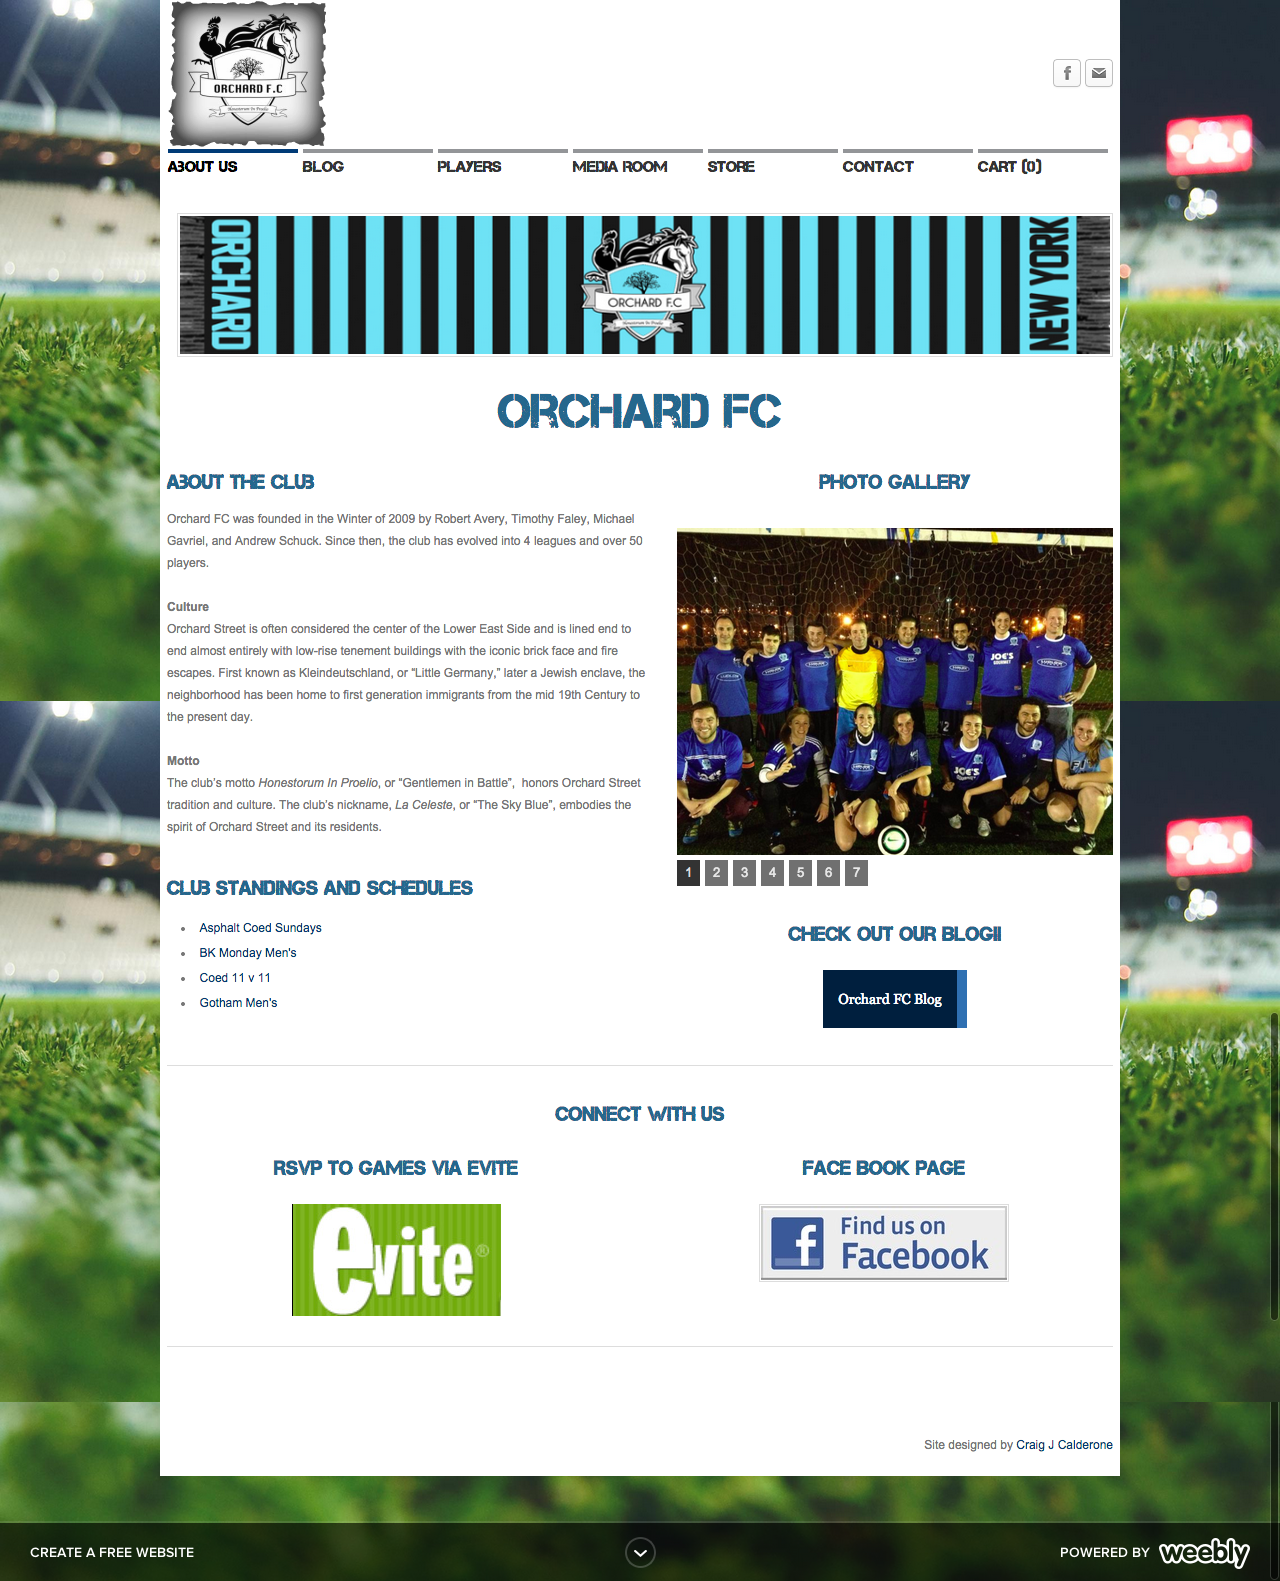 ORCHARD F.C
Honestorum In Proelio
ABOUT US
BLOG
PLAYERS
MEDIA ROOM
STORE
CONTACT
CART (0)
ORCHARD
ORCHARD F.C
Honestorum In Proelio
NEW YORK
ORCHARD FC
ABOUT THE CLUB
Orchard FC was founded in the Winter of 2009 by Robert Avery, Timothy Faley, Michael
Gavriel, and Andrew Schuck. Since then, the club has evolved into 4 leagues and over 50
players.
Culture
Orchard Street is often considered the center of the Lower East Side and is lined end to
end almost entirely with low-rise tenement buildings with the iconic brick face and fire
escapes. First known as Kleindeutschland, or “Little Germany,” later a Jewish enclave, the
neighborhood has been home to first generation immigrants from the mid 19th Century to
the present day.
Motto
The club’s motto Honestorum In Proelio, or “Gentlemen in Battle”,  honors Orchard Street
tradition and culture. The club’s nickname, La Celeste, or “The Sky Blue”, embodies the
spirit of Orchard Street and its residents.
CLUB STANDINGS AND SCHEDULES
Asphalt Coed Sundays
BK Monday Men's
Coed 11 v 11
Gotham Men's
PHOTO GALLERY
JOE'S
JOE'S
1 2 3 4 5 6 7
CHECK OUT OUR BLOG!!
Orchard FC Blog
CONNECT WITH US
RSVP TO GAMES VIA EVITE
evite®
FACE BOOK PAGE
Find us on
Facebook
Site designed by Craig J Calderone
CREATE A FREE WEBSITE
POWERED BY weebly